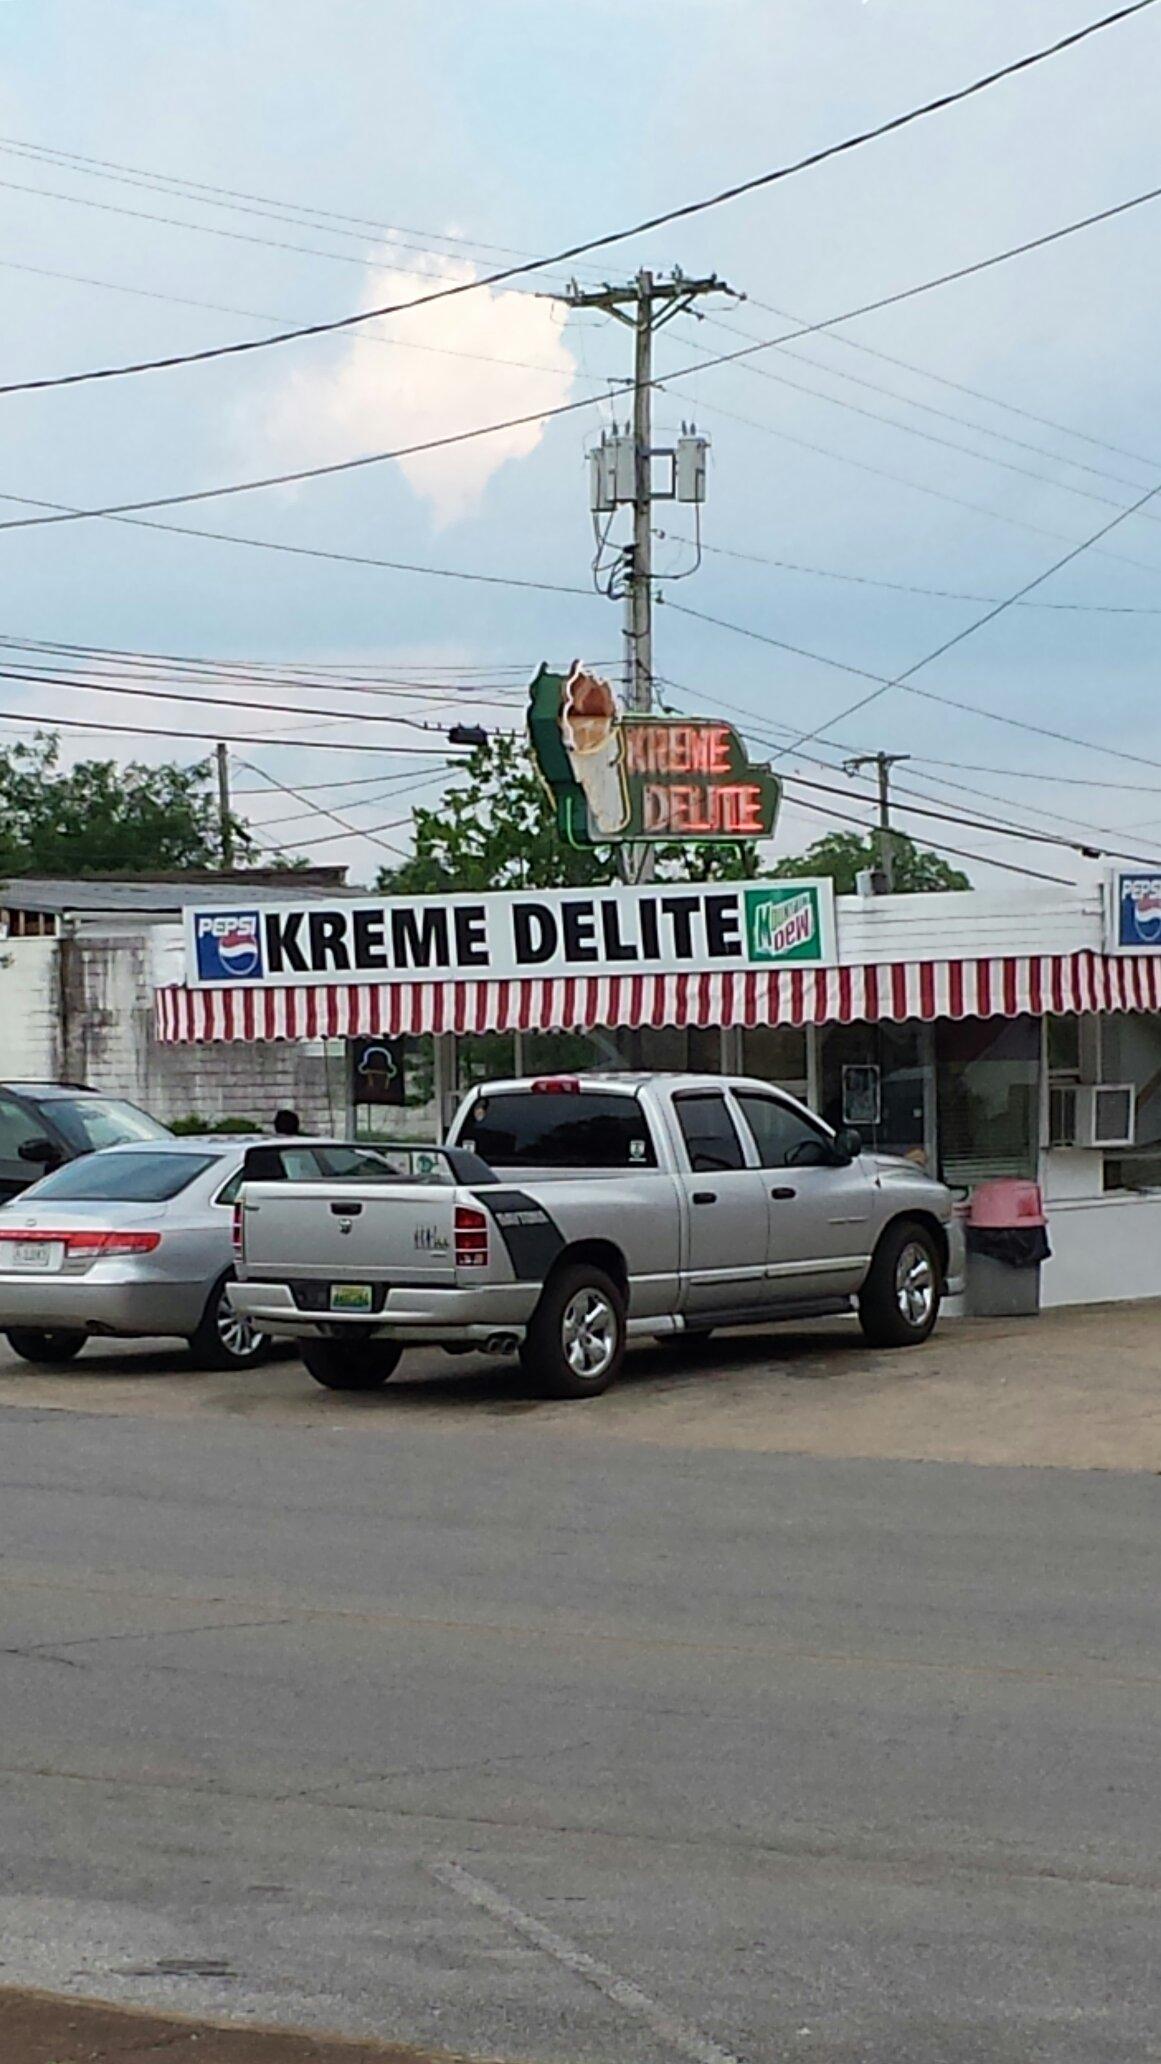 KREME
DELITE
PEPSI KREME DELITE Mountain Dew
PEPSI